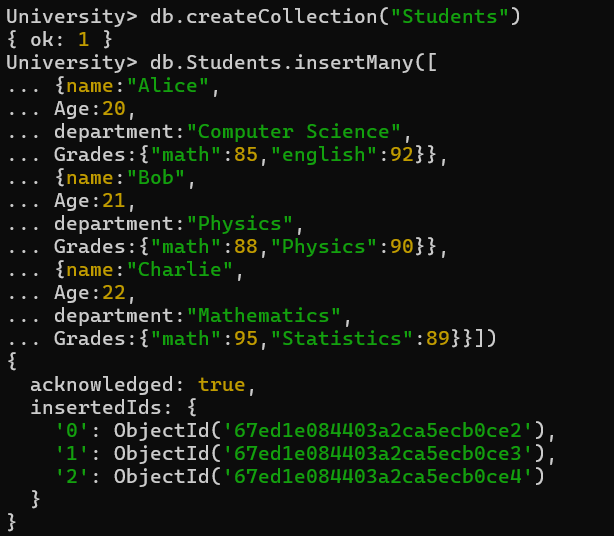 University> db.createCollection("Students")
{ ok: 1 }
University> db.Students.insertMany([
... {name:"Alice",
... Age:20,
... department:"Computer Science",
... Grades:{"math":85,"english":92}},
... {name:"Bob",
... Age:21,
... department:"Physics",
... Grades:{"math":88,"Physics":90}},
... {name:"Charlie",
... Age:22,
... department:"Mathematics",
... Grades:{"math":95,"Statistics":89}}])
{
  acknowledged: true,
  insertedIds: {
    '0': ObjectId('67ed1e084403a2ca5ecb0ce2'),
    '1': ObjectId('67ed1e084403a2ca5ecb0ce3'),
    '2': ObjectId('67ed1e084403a2ca5ecb0ce4')
  }
}